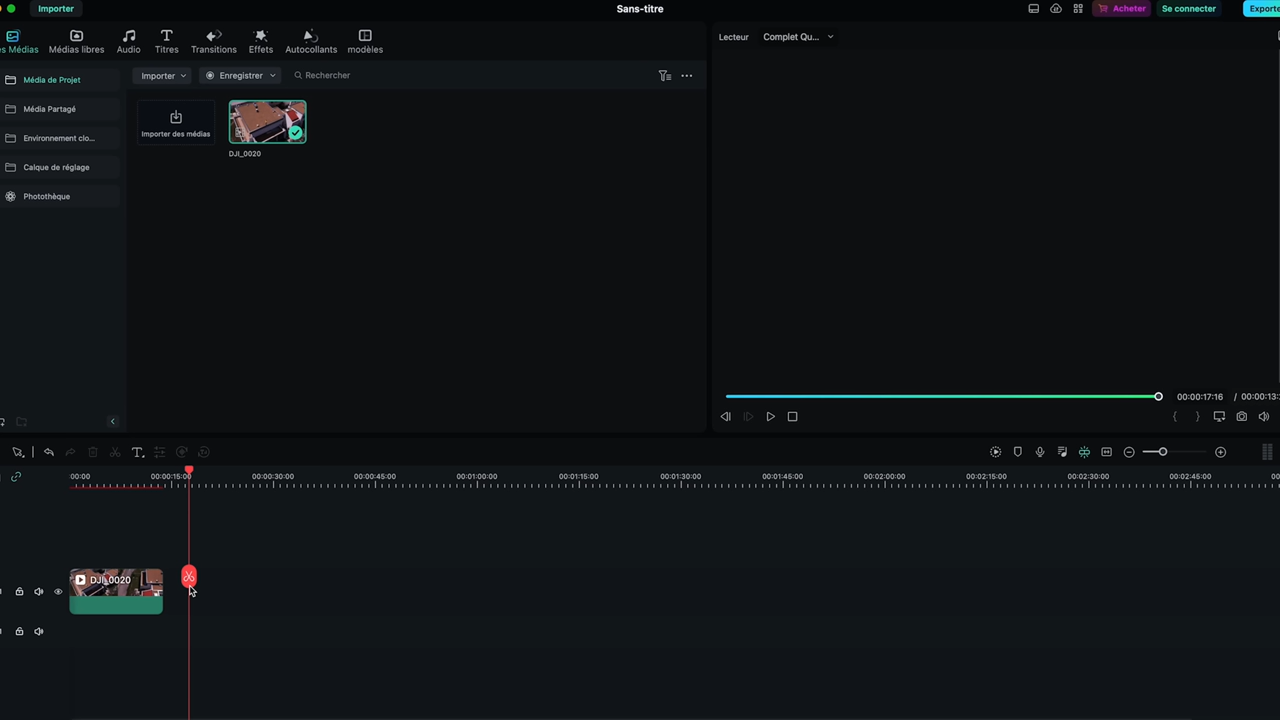 Importer
Sans-titre
Acheter
Se connecter
Exporte
es Médias
Médias libres
Audio
Titres
Transitions
Effets
Autocollants
modèles
Lecteur
Complet Qu...
Média de Projet
Média Partagé
Environnement clo...
Calque de réglage
Photothèque
Importer
Enregistrer
Rechercher
Importer des médias
DJI_0020
00:00:17:16
/ 00:00:13:
:00:00
00:00:15:00
00:00:30:00
00:00:45:00
00:01:00:00
00:01:15:00
00:01:30:00
00:01:45:00
00:02:00:00
00:02:15:00
00:02:30:00
00:02:45:00
DJI_0020